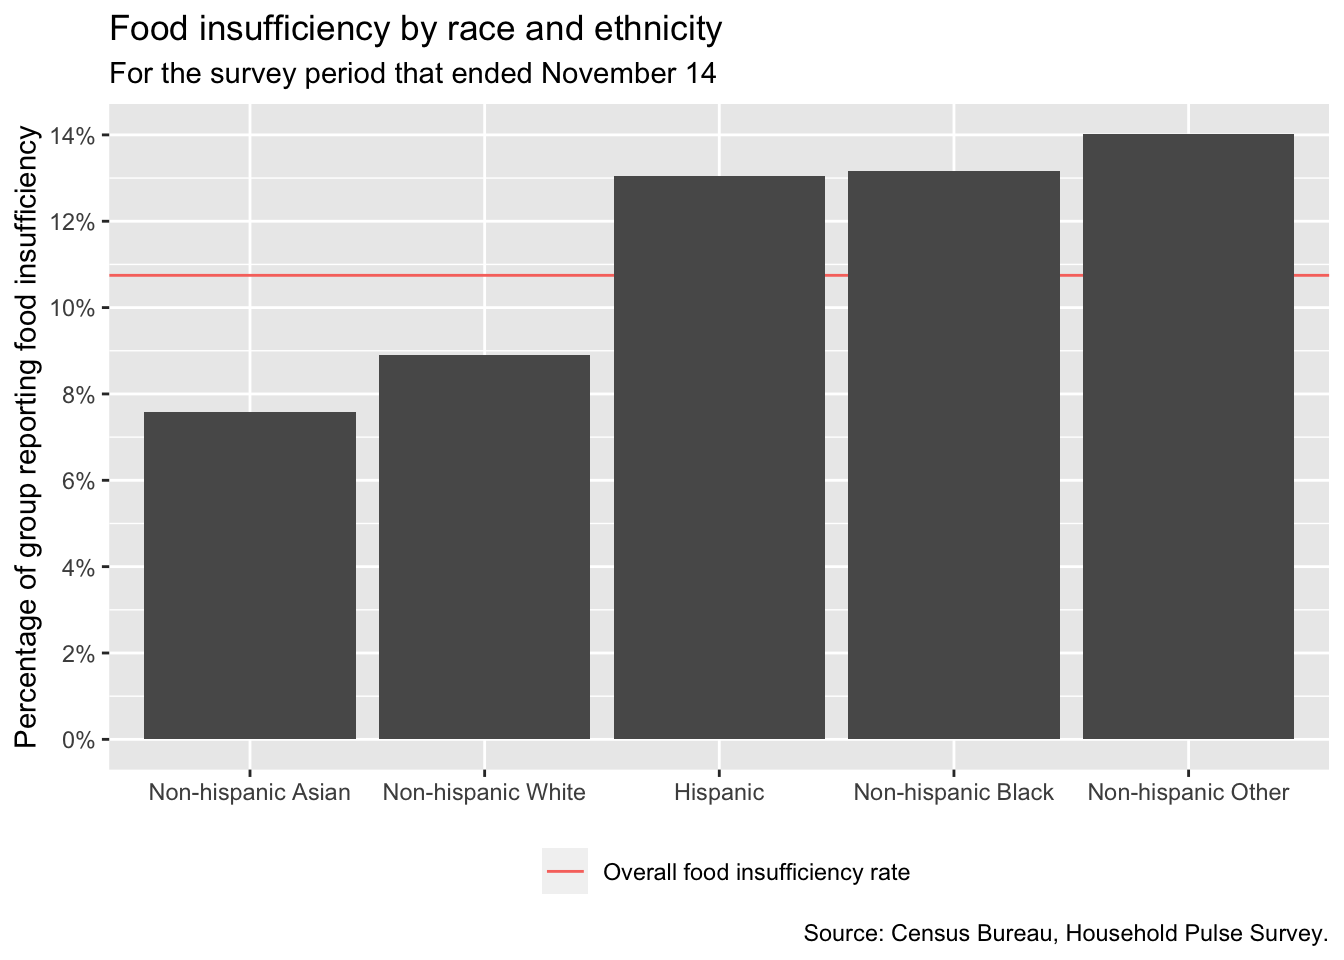 Food insufficiency by race and ethnicity
For the survey period that ended November 14
Percentage of group reporting food insufficiency
14%
12%
10%
8%
6%
4%
2%
0%
Non-hispanic Asian
Non-hispanic White
Hispanic
Non-hispanic Black
Non-hispanic Other
Overall food insufficiency rate
Source: Census Bureau, Household Pulse Survey.